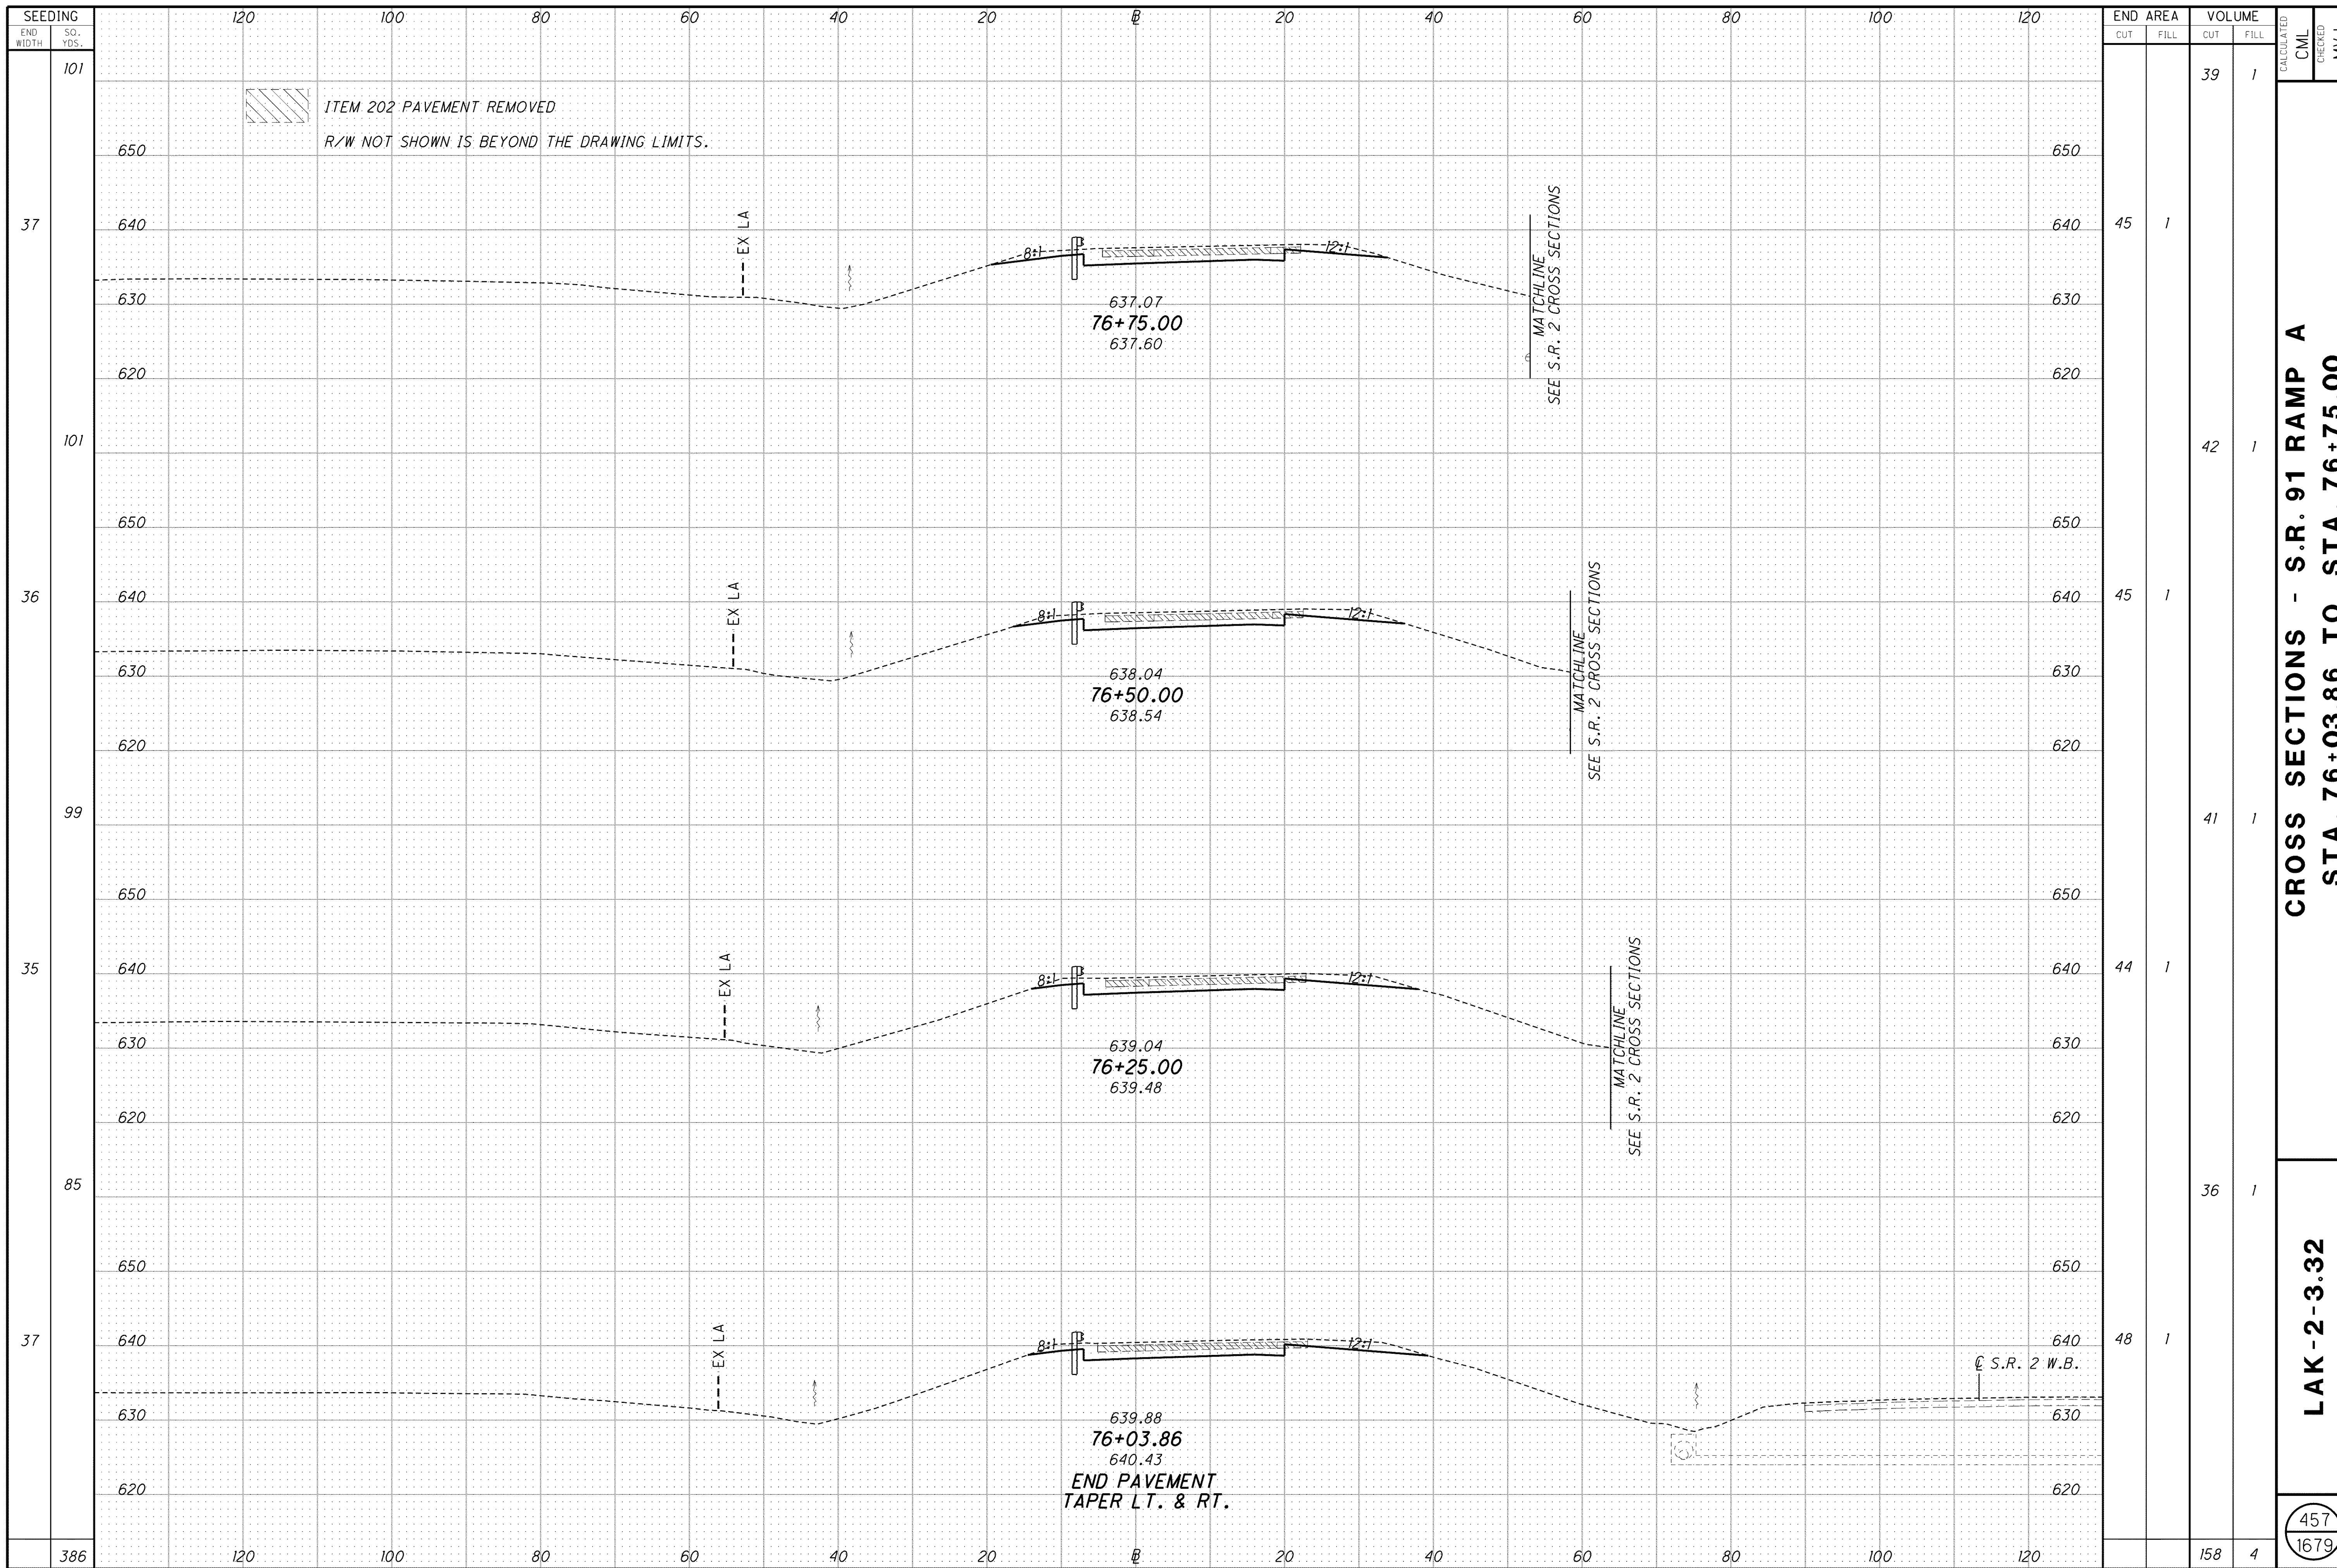 SEEDING
END WIDTH
SQ. YDS.
120 100 80 60 40 20 ℄ 20 40 60 80 100 120
END AREA
VOLUME
CUT FILL CUT FILL
CALCULATED
CML
CHECKED
101
39 1
ITEM 202 PAVEMENT REMOVED
R/W NOT SHOWN IS BEYOND THE DRAWING LIMITS.
650 650
37
640 640
45 1
EX LA
8:1
12:1
630 630
637.07
76+75.00
637.60
MATCHLINE
SEE S.R. 2 CROSS SECTIONS
620 620
101
42 1
650 650
36
640 640
45 1
EX LA
8:1
12:1
630 630
638.04
76+50.00
638.54
MATCHLINE
SEE S.R. 2 CROSS SECTIONS
620 620
99
41 1
650 650
35
640 640
44 1
EX LA
8:1
12:1
630 630
639.04
76+25.00
639.48
MATCHLINE
SEE S.R. 2 CROSS SECTIONS
620 620
85
36 1
650 650
37
640 640
48 1
EX LA
8:1
12:1
℄ S.R. 2 W.B.
630 630
639.88
76+03.86
640.43
END PAVEMENT
TAPER LT. & RT.
620 620
386
120 100 80 60 40 20 ℄ 20 40 60 80 100 120
158 4
CROSS SECTIONS - S.R. 91 RAMP A
STA. 76+03.86 TO STA. 76+75.00
LAK-2-3.32
457
1679